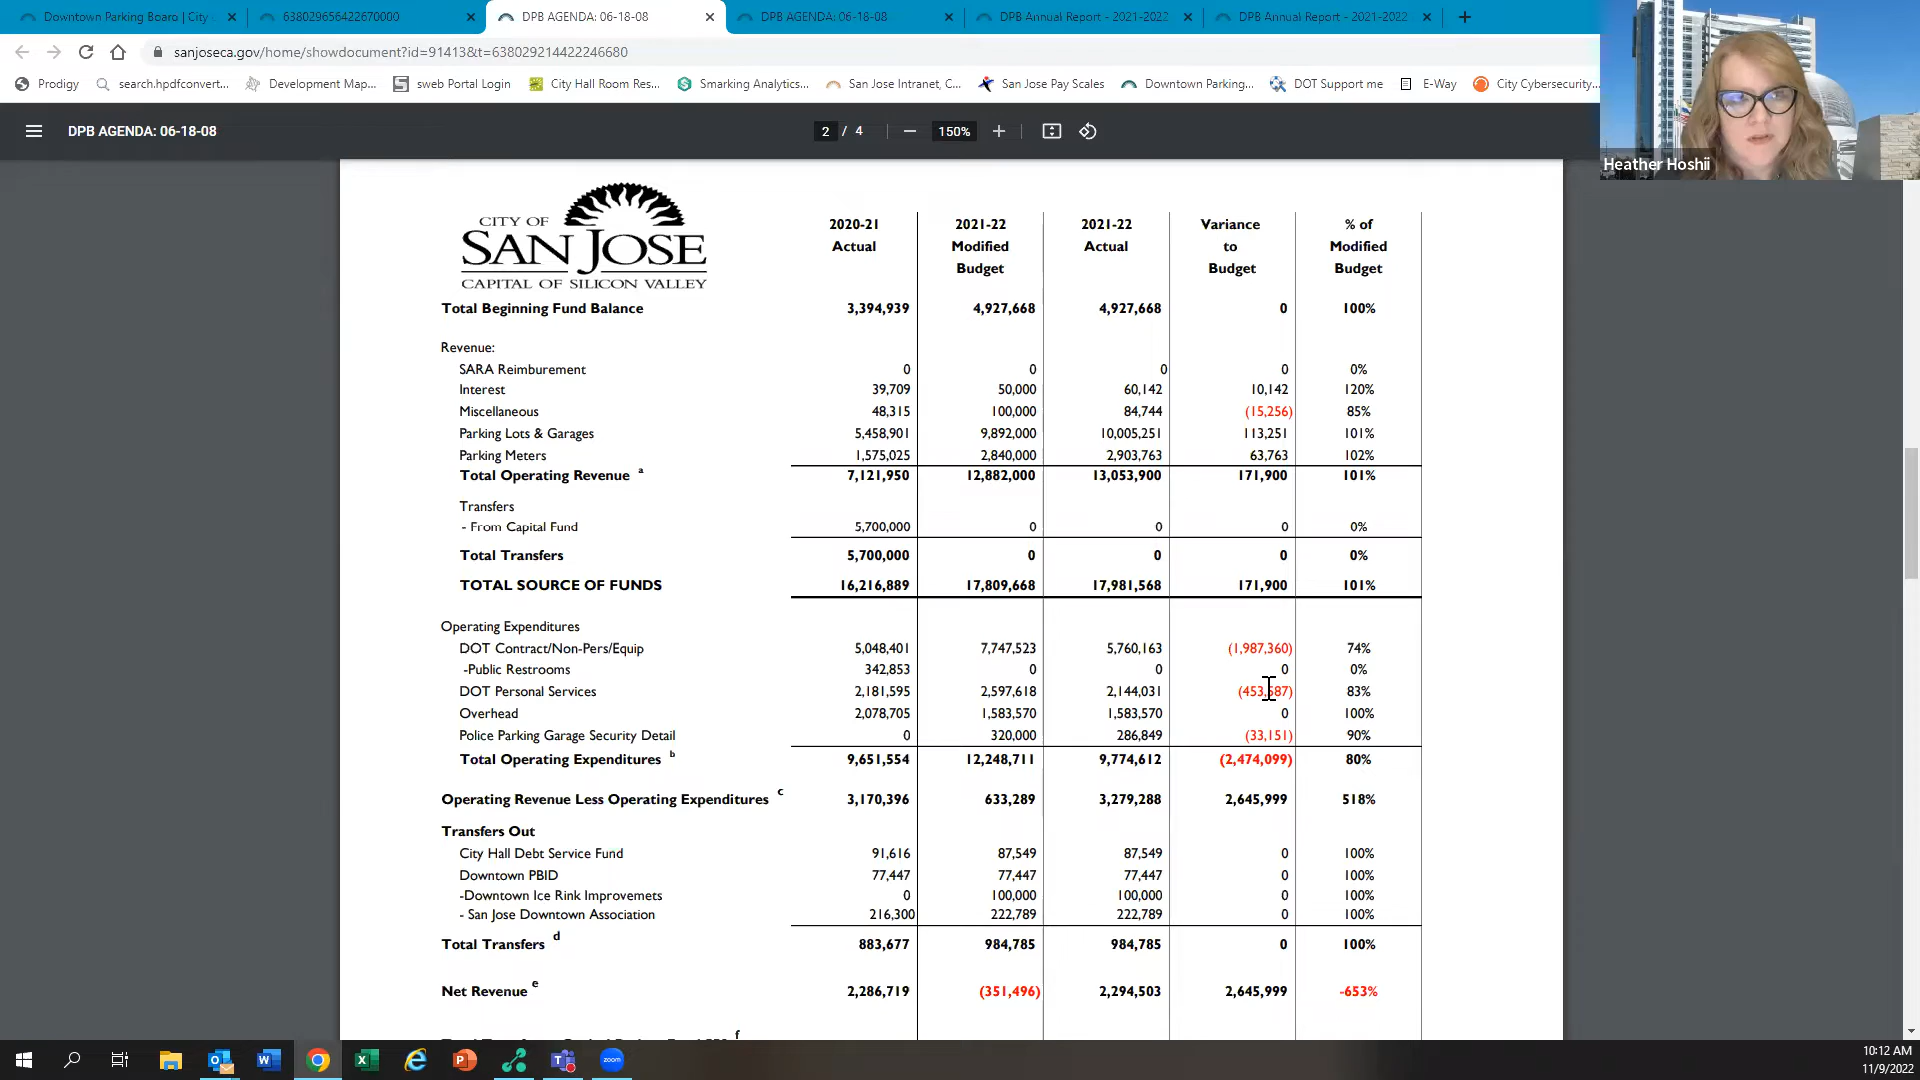 Downtown Parking Board | City
638029656422670000
DPB AGENDA: 06-18-08
DPB AGENDA: 06-18-08
DPB Annual Report - 2021-2022
DPB Annual Report - 2021-2022
sanjoseca.gov/home/showdocument?id=91413&t=638029214422246680
Prodigy
search.hpdfconvert...
Development Map...
sweb Portal Login
City Hall Room Res...
Smarking Analytics...
San Jose Intranet, C...
San Jose Pay Scales
Downtown Parking...
DOT Support me
E-Way
City Cybersecurity...
DPB AGENDA: 06-18-08
2 / 4
150%
Heather Hoshii
CITY OF
SAN JOSE
CAPITAL OF SILICON VALLEY
2020-21 Actual 2021-22 Modified Budget 2021-22 Actual Variance to Budget % of Modified Budget
Total Beginning Fund Balance 3,394,939 4,927,668 4,927,668 0 100%
Revenue:
SARA Reimbursement 0 0 0 0 0%
Interest 39,709 50,000 60,142 10,142 120%
Miscellaneous 48,315 100,000 84,744 (15,256) 85%
Parking Lots & Garages 5,458,901 9,892,000 10,005,251 113,251 101%
Parking Meters 1,575,025 2,840,000 2,903,763 63,763 102%
Total Operating Revenue a 7,121,950 12,882,000 13,053,900 171,900 101%
Transfers
- From Capital Fund 5,700,000 0 0 0 0%
Total Transfers 5,700,000 0 0 0 0%
TOTAL SOURCE OF FUNDS 16,216,889 17,809,668 17,981,568 171,900 101%
Operating Expenditures
DOT Contract/Non-Pers/Equip 5,048,401 7,747,523 5,760,163 (1,987,360) 74%
-Public Restrooms 342,853 0 0 0 0%
DOT Personal Services 2,181,595 2,597,618 2,144,031 (453,587) 83%
Overhead 2,078,705 1,583,570 1,583,570 0 100%
Police Parking Garage Security Detail 0 320,000 286,849 (33,151) 90%
Total Operating Expenditures b 9,651,554 12,248,711 9,774,612 (2,474,099) 80%
Operating Revenue Less Operating Expenditures c 3,170,396 633,289 3,279,288 2,645,999 518%
Transfers Out
City Hall Debt Service Fund 91,616 87,549 87,549 0 100%
Downtown PBID 77,447 77,447 77,447 0 100%
-Downtown Ice Rink Improvemets 0 100,000 100,000 0 100%
- San Jose Downtown Association 216,300 222,789 222,789 0 100%
Total Transfers d 883,677 984,785 984,785 0 100%
Net Revenue e 2,286,719 (351,496) 2,294,503 2,645,999 -653%
f
zoom
10:12 AM
11/9/2022